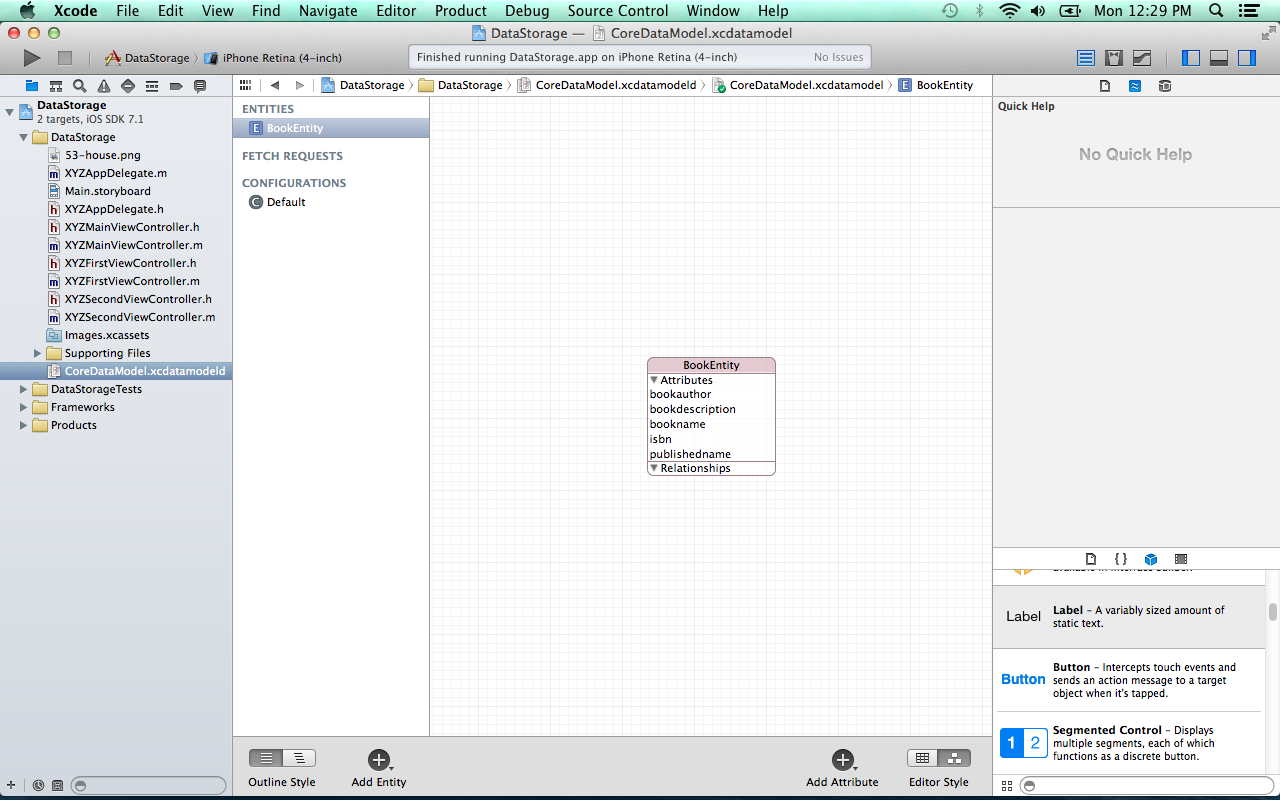 Xcode File Edit View Find Navigate Editor Product Debug Source Control Window Help Mon 12:29 PM
DataStorage — CoreDataModel.xcdatamodel
DataStorage iPhone Retina (4-inch)
Finished running DataStorage.app on iPhone Retina (4-inch) No Issues
DataStorage DataStorage CoreDataModel.xcdatamodeld CoreDataModel.xcdatamodel E BookEntity
DataStorage
2 targets, iOS SDK 7.1
DataStorage
53-house.png
m XYZAppDelegate.m
Main.storyboard
h XYZAppDelegate.h
h XYZMainViewController.h
m XYZMainViewController.m
h XYZFirstViewController.h
m XYZFirstViewController.m
h XYZSecondViewController.h
m XYZSecondViewController.m
Images.xcassets
Supporting Files
CoreDataModel.xcdatamodeld
DataStorageTests
Frameworks
Products
ENTITIES
E BookEntity
FETCH REQUESTS
CONFIGURATIONS
C Default
BookEntity
Attributes
bookauthor
bookdescription
bookname
isbn
publishedname
Relationships
Outline Style
Add Entity
Add Attribute
Editor Style
Quick Help
No Quick Help
{ }
Label
Label – A variably sized amount of
static text.
Button
Button – Intercepts touch events and
sends an action message to a target
object when it's tapped.
1 2
Segmented Control – Displays
multiple segments, each of which
functions as a discrete button.